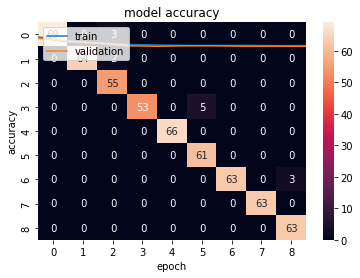 model accuracy
train
validation
0 3 0 0 0 0 0 0
1 0 0 0 0 0 0 0
2 0 0 55 0 0 0 0 0 0
3 0 0 0 53 0 5 0 0 0
4 0 0 0 0 66 0 0 0 0
5 0 0 0 0 0 61 0 0 0
6 0 0 0 0 0 0 63 0 3
7 0 0 0 0 0 0 0 63 0
8 0 0 0 0 0 0 0 0 63
0 1 2 3 4 5 6 7 8
accuracy
epoch
60
50
40
30
20
10
0